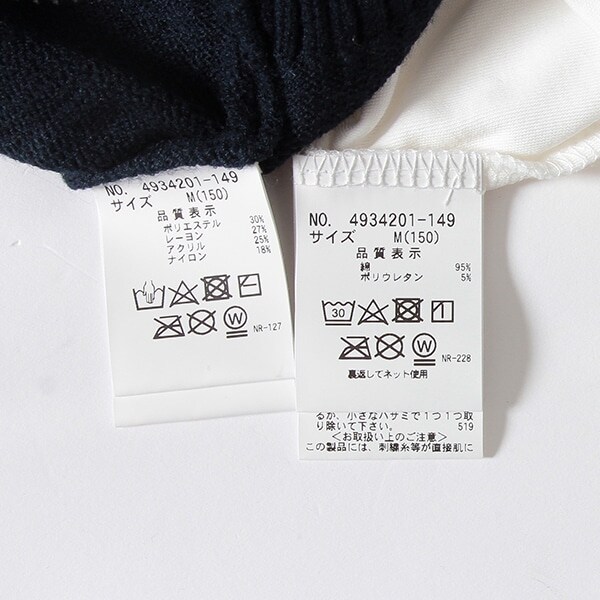 NO. 4934201-149
サイズ M(150)
品質表示
ポリエステル 30%
レーヨン 27%
アクリル 25%
ナイロン 18%
W
NR-127
NO. 4934201-149
サイズ M(150)
品質表示
綿 95%
ポリウレタン 5%
30
W
NR-228
裏返してネット使用
るか、小さなハサミで1つ1つ取
り除いて下さい。 519
<お取扱い上のご注意>
この製品には、刺繍糸等が直接肌に